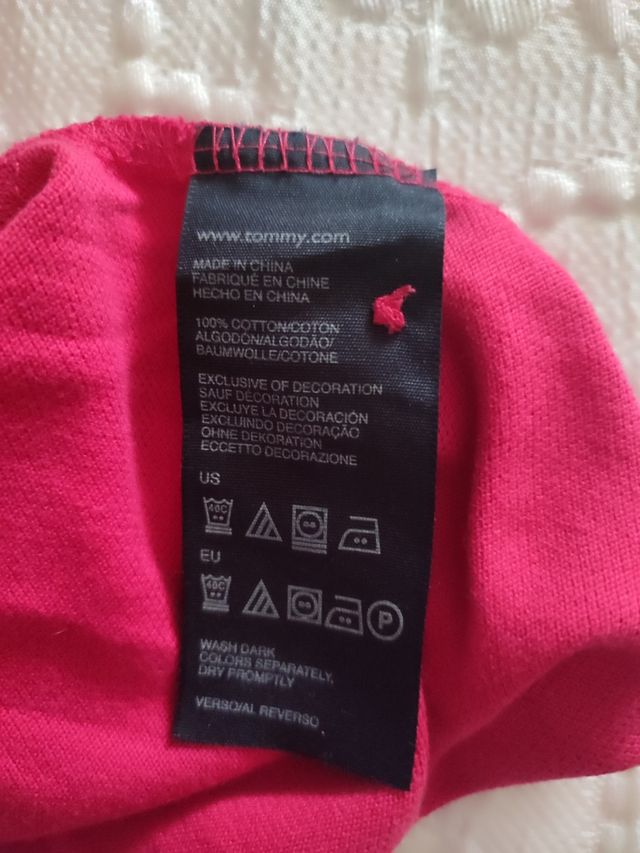 www.tommy.com
MADE IN CHINA
FABRIQUÉ EN CHINE
HECHO EN CHINA
100% COTTON/COTON
ALGODÓN/ALGODÃO/
BAUMWOLLE/COTONE
EXCLUSIVE OF DECORATION
SAUF DÉCORATION
EXCLUYE LA DECORACIÓN
EXCLUINDO DECORAÇÃO
OHNE DEKORATION
ECCETTO DECORAZIONE
US
40C
EU
40C
P
WASH DARK
COLORS SEPARATELY,
DRY PROMPTLY
VERSO/AL REVERSO